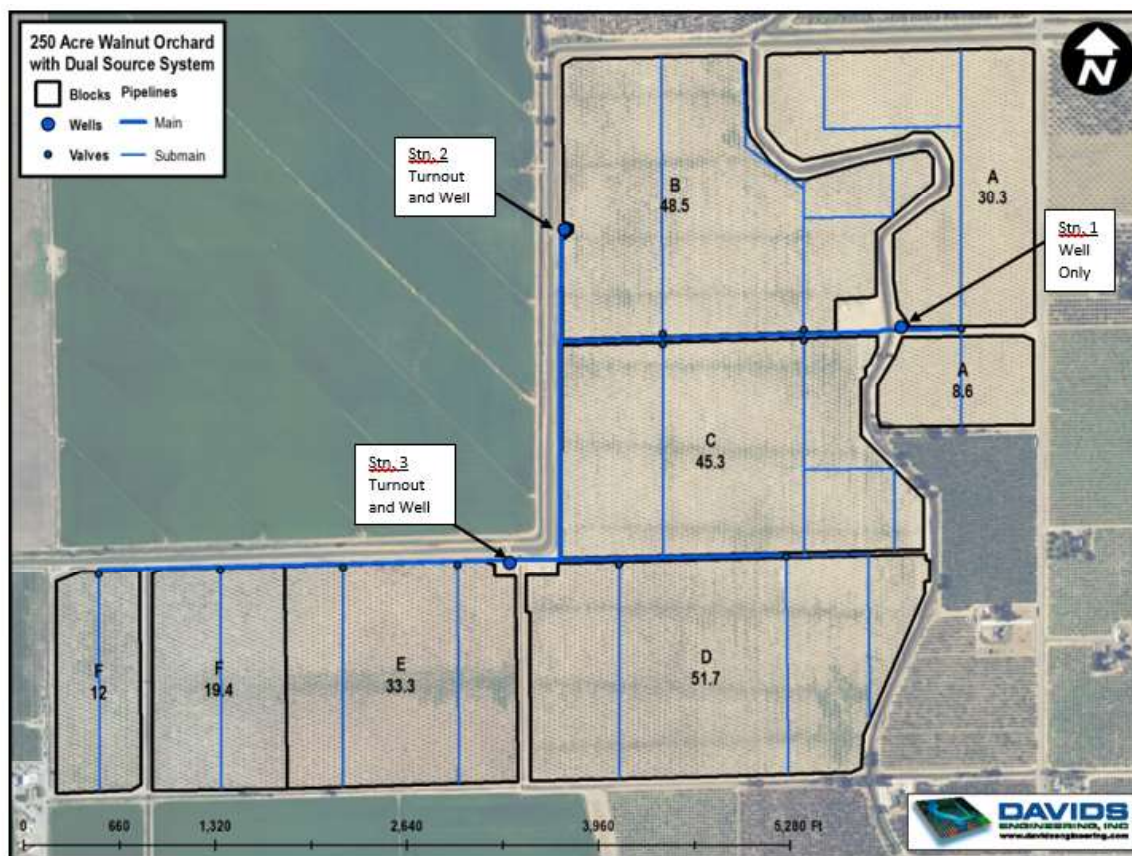 250 Acre Walnut Orchard
with Dual Source System
Blocks Pipelines
Wells Main
Valves Submain
N
Stn. 2
Turnout
and Well
B
48.5
A
30.3
Stn. 1
Well
Only
A
8.6
C
45.3
Stn. 3
Turnout
and Well
F
12
F
19.4
E
33.3
D
51.7
0 660 1,320 2,640 3,960 5,280 Ft
DAVIDS
ENGINEERING, INC
www.davidsengineering.com